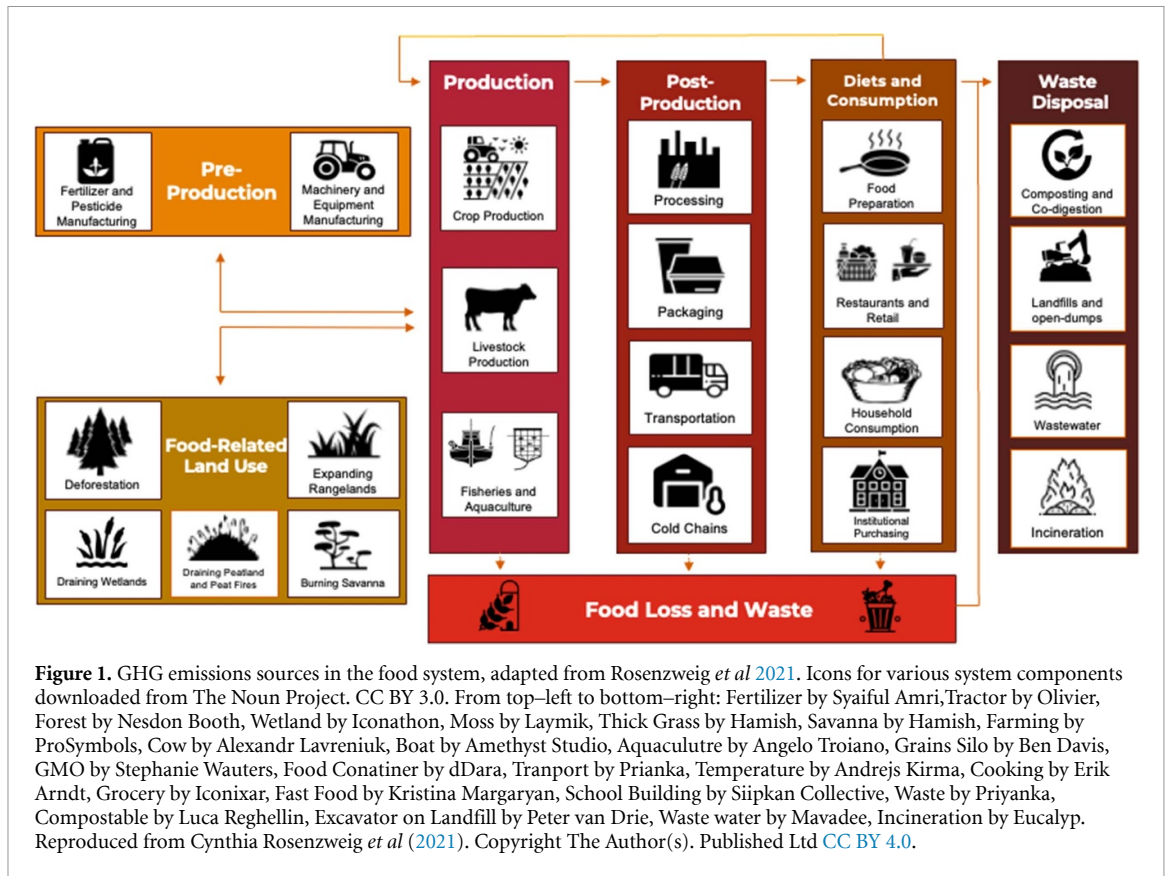 Pre-
Production
Fertilizer and
Pesticide
Manufacturing
Machinery and
Equipment
Manufacturing
Food-Related
Land Use
Deforestation
Expanding
Rangelands
Draining Wetlands
Draining Peatland
and Peat Fires
Burning Savanna
Production
Crop Production
Livestock
Production
Fisheries and
Aquaculture
Post-
Production
Processing
Packaging
Transportation
Cold Chains
Diets and
Consumption
Food
Preparation
Restaurants and
Retail
Household
Consumption
Institutional
Purchasing
Waste
Disposal
Composting and
Co-digestion
Landfills and
open-dumps
Wastewater
Incineration
Food Loss and Waste
Figure 1. GHG emissions sources in the food system, adapted from Rosenzweig et al 2021. Icons for various system components
downloaded from The Noun Project. CC BY 3.0. From top–left to bottom–right: Fertilizer by Syaiful Amri,Tractor by Olivier,
Forest by Nesdon Booth, Wetland by Iconathon, Moss by Laymik, Thick Grass by Hamish, Savanna by Hamish, Farming by
ProSymbols, Cow by Alexandr Lavreniuk, Boat by Amethyst Studio, Aquaculutre by Angelo Troiano, Grains Silo by Ben Davis,
GMO by Stephanie Wauters, Food Conatiner by dDara, Tranport by Prianka, Temperature by Andrejs Kirma, Cooking by Erik
Arndt, Grocery by Iconixar, Fast Food by Kristina Margaryan, School Building by Siipkan Collective, Waste by Priyanka,
Compostable by Luca Reghellin, Excavator on Landfill by Peter van Drie, Waste water by Mavadee, Incineration by Eucalyp.
Reproduced from Cynthia Rosenzweig et al (2021). Copyright The Author(s). Published Ltd CC BY 4.0.